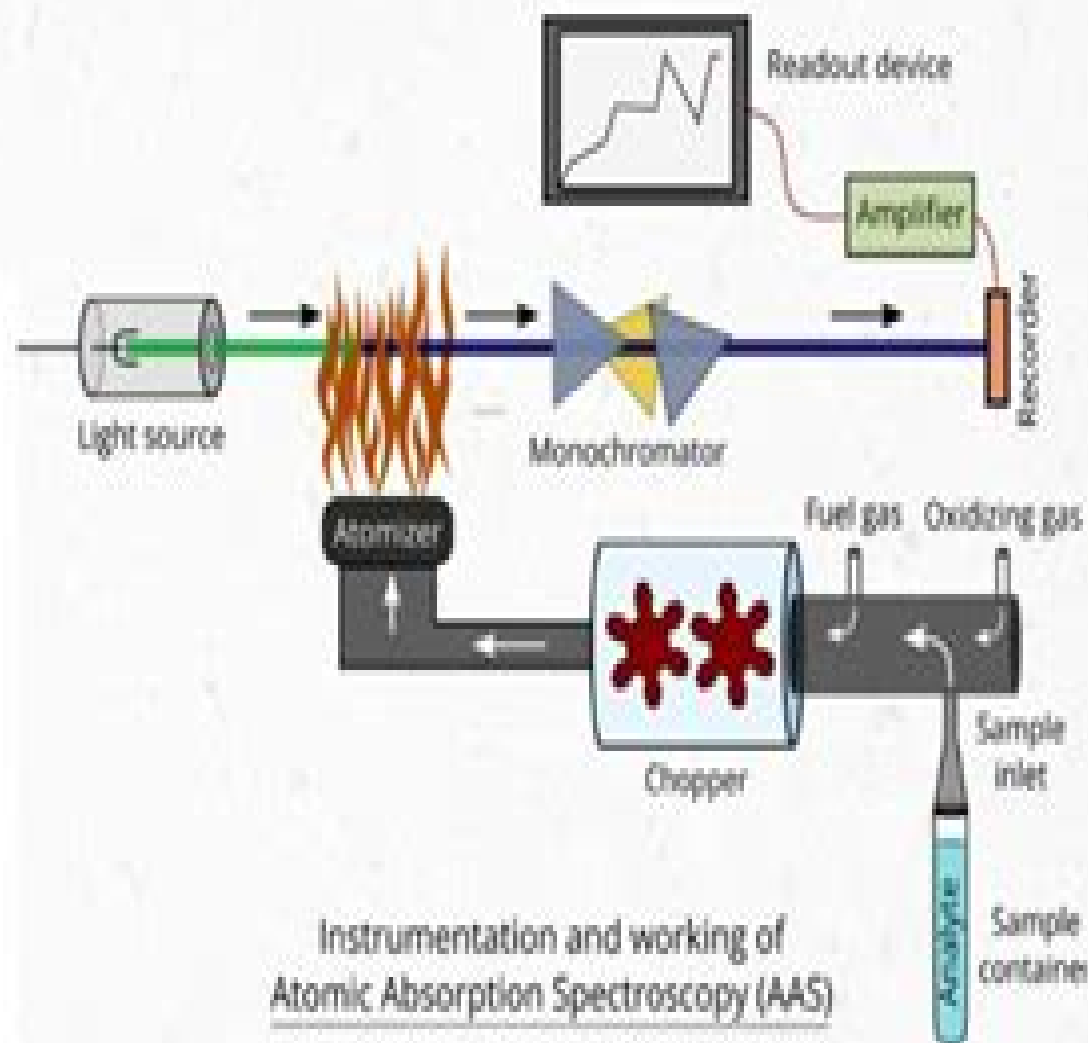 Readout device
Amplifier
Recorder
Light source
Monochromator
Atomizer
Fuel gas
Oxidizing gas
Chopper
Sample
inlet
Analyte
Sample
container
Instrumentation and working of
Atomic Absorption Spectroscopy (AAS)